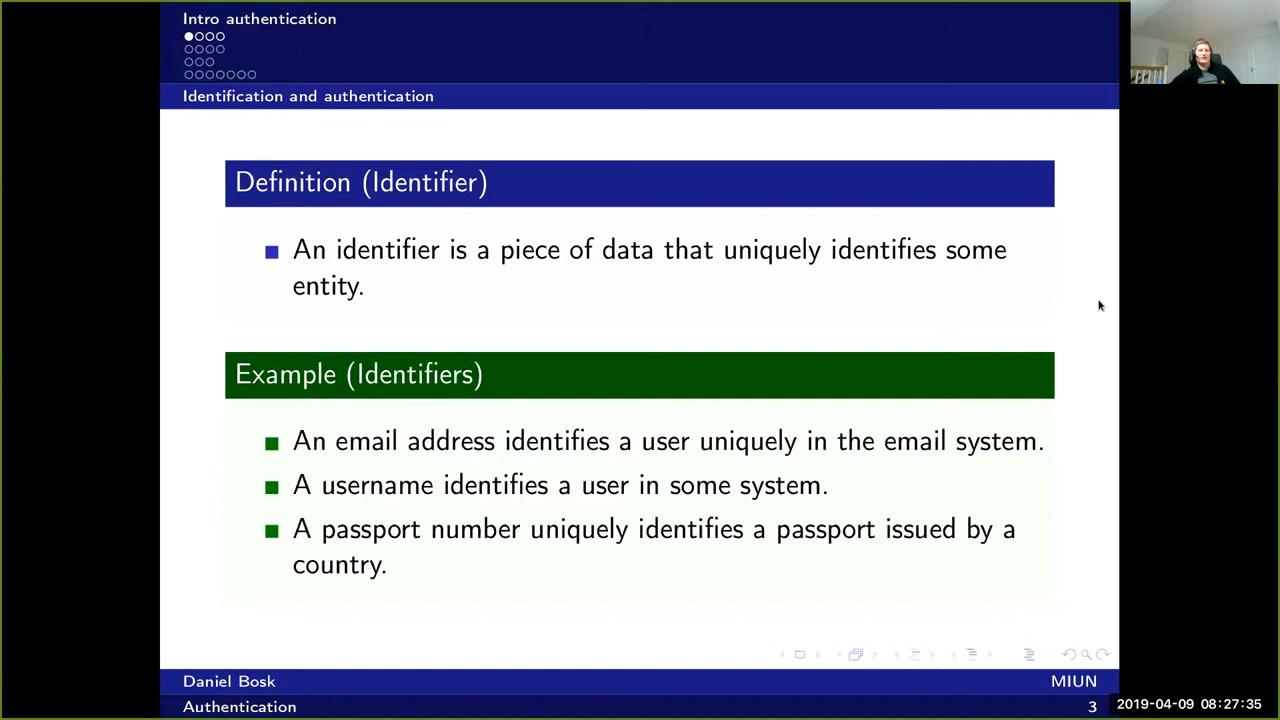 Intro authentication
Identification and authentication
Definition (Identifier)
An identifier is a piece of data that uniquely identifies some
entity.
Example (Identifiers)
An email address identifies a user uniquely in the email system.
A username identifies a user in some system.
A passport number uniquely identifies a passport issued by a
country.
Daniel Bosk MIUN
Authentication 3
2019-04-09 08:27:35